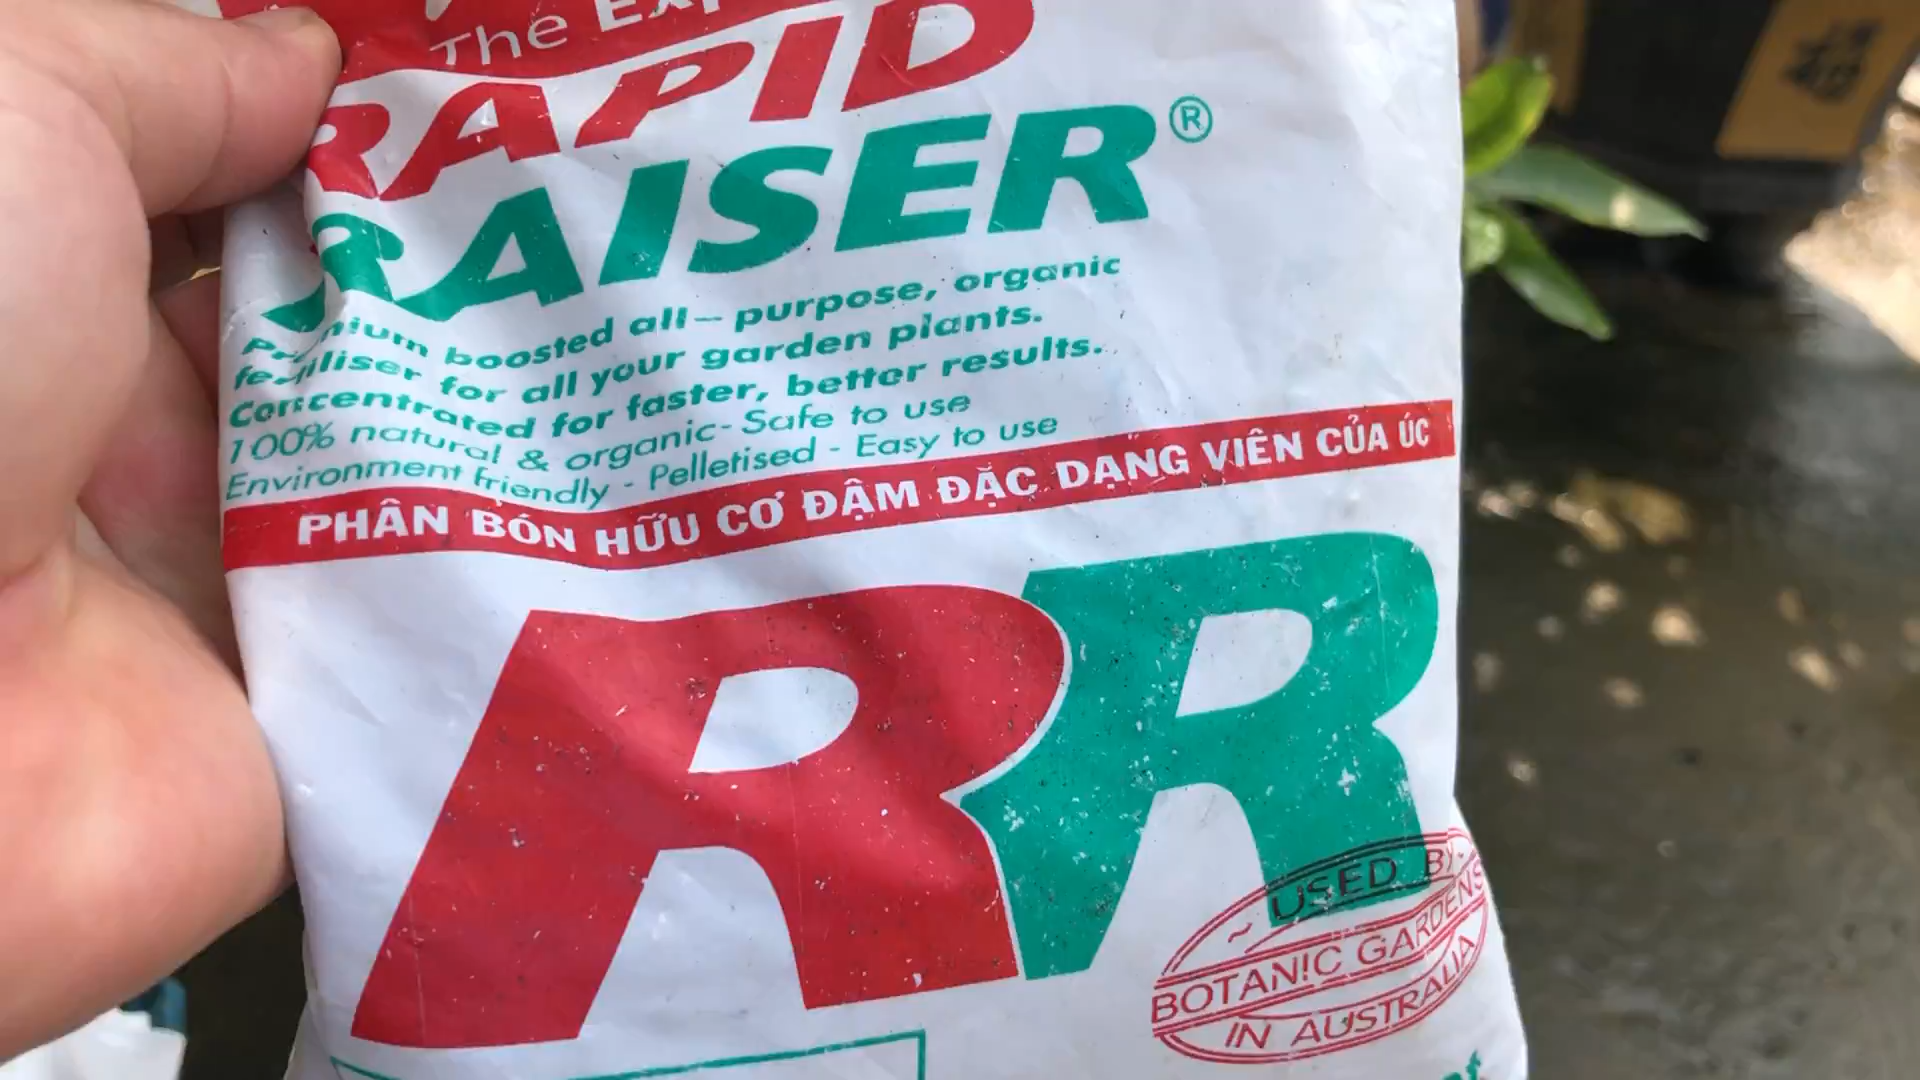 The
RAPID
RAISER®
Premium boosted all- purpose, organic
fertiliser for all your garden plants.
Concentrated for faster, better results.
100% natural & organic- Safe to use
Environment friendly - Pelletised - Easy to use
PHÂN BÓN HỮU CƠ ĐẬM ĐẶC DẠNG VIÊN CỦA ÚC
RR
USED BY
~ BOTANIC GARDENS
IN AUSTRALIA